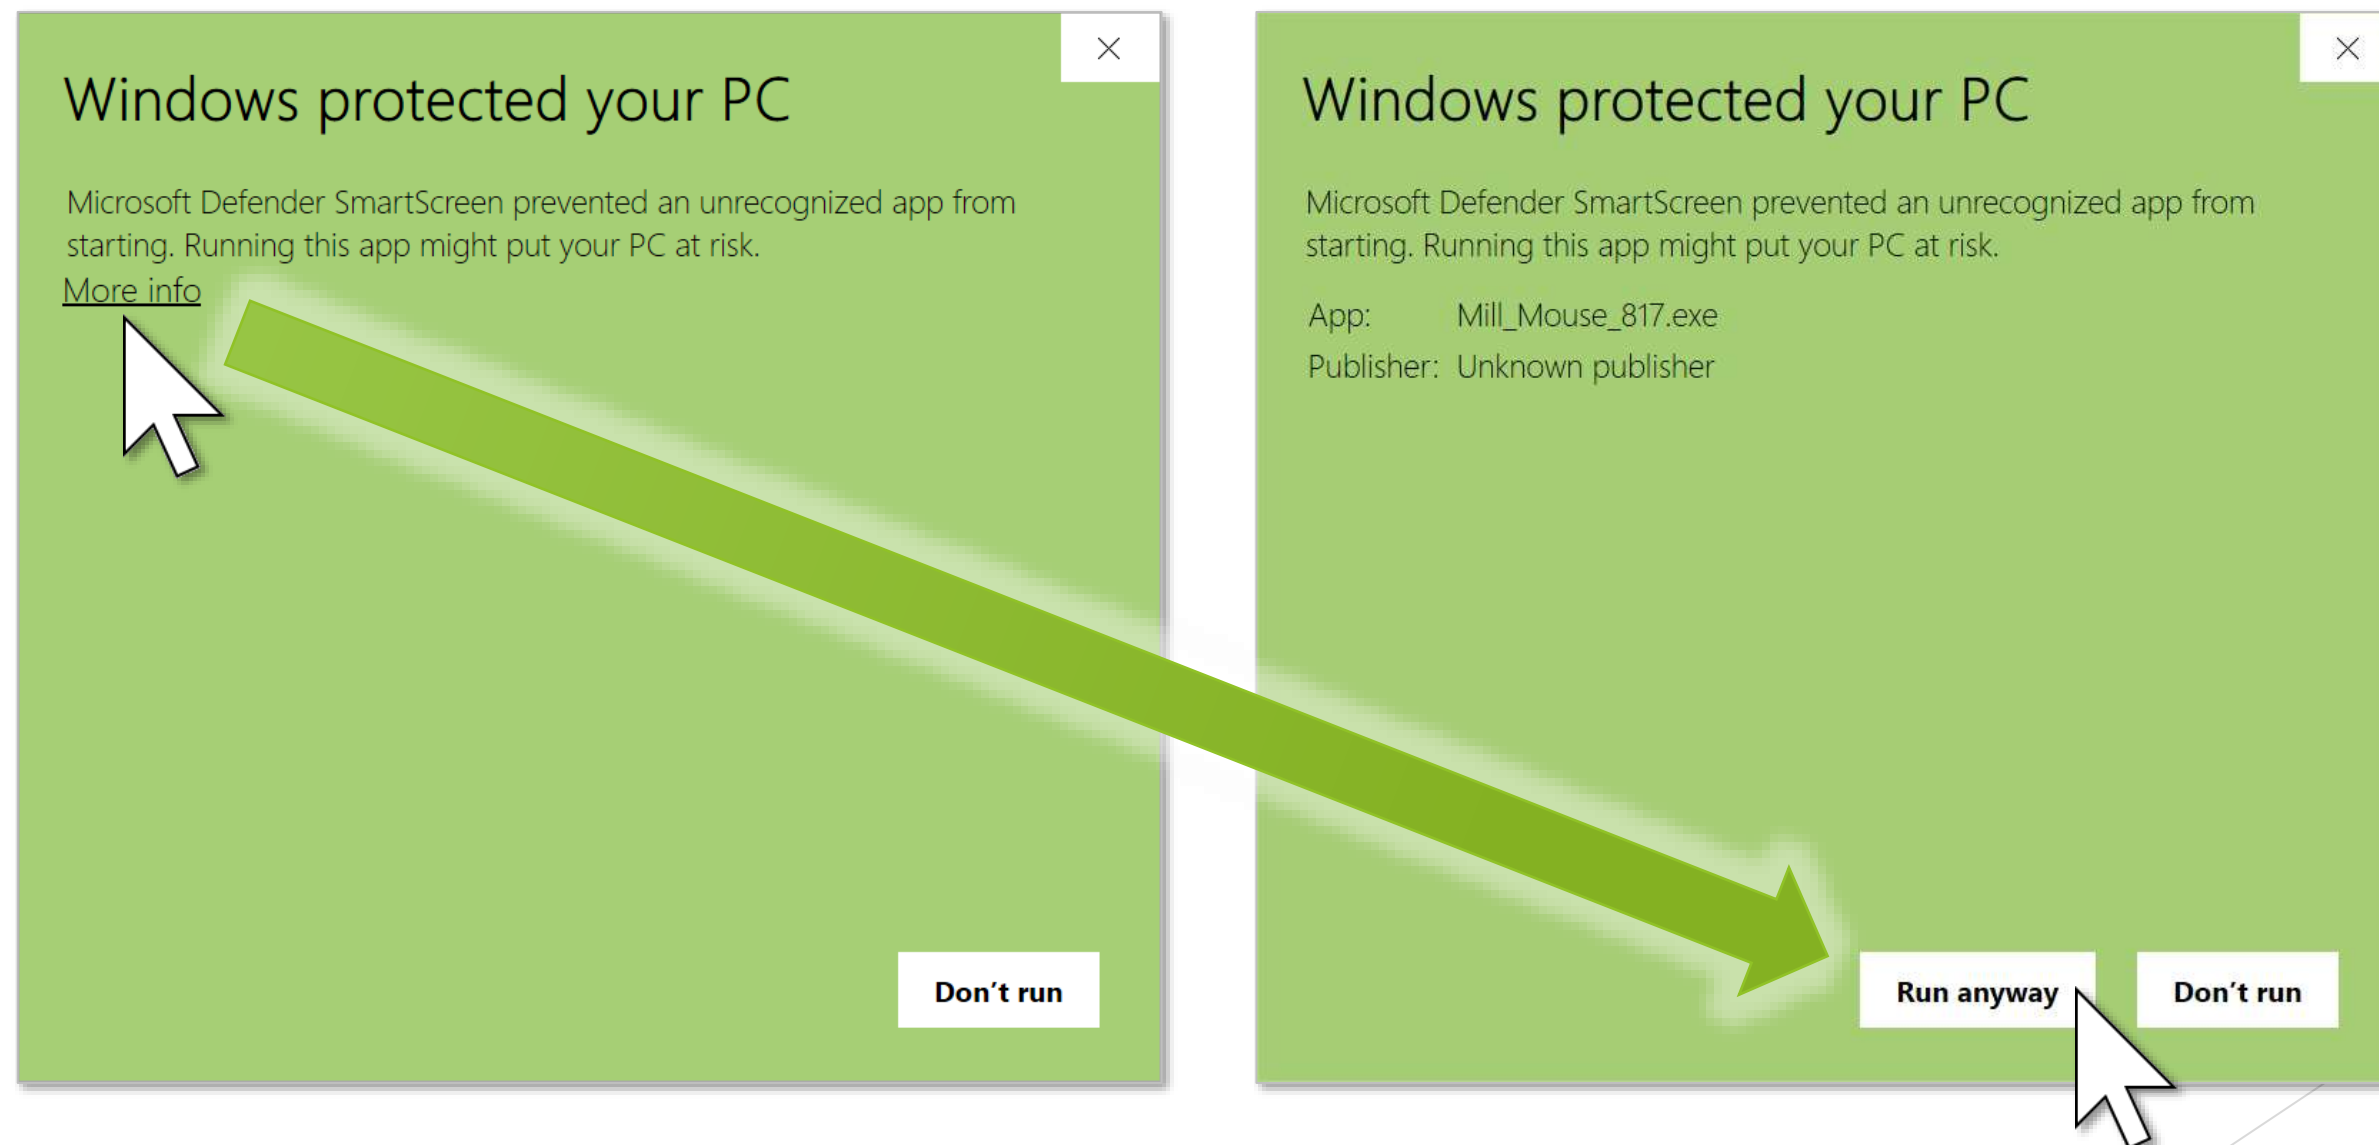 Windows protected your PC
Microsoft Defender SmartScreen prevented an unrecognized app from
starting. Running this app might put your PC at risk.
More info
Don't run
Windows protected your PC
Microsoft Defender SmartScreen prevented an unrecognized app from
starting. Running this app might put your PC at risk.
App: Mill_Mouse_817.exe
Publisher: Unknown publisher
Run anyway Don't run